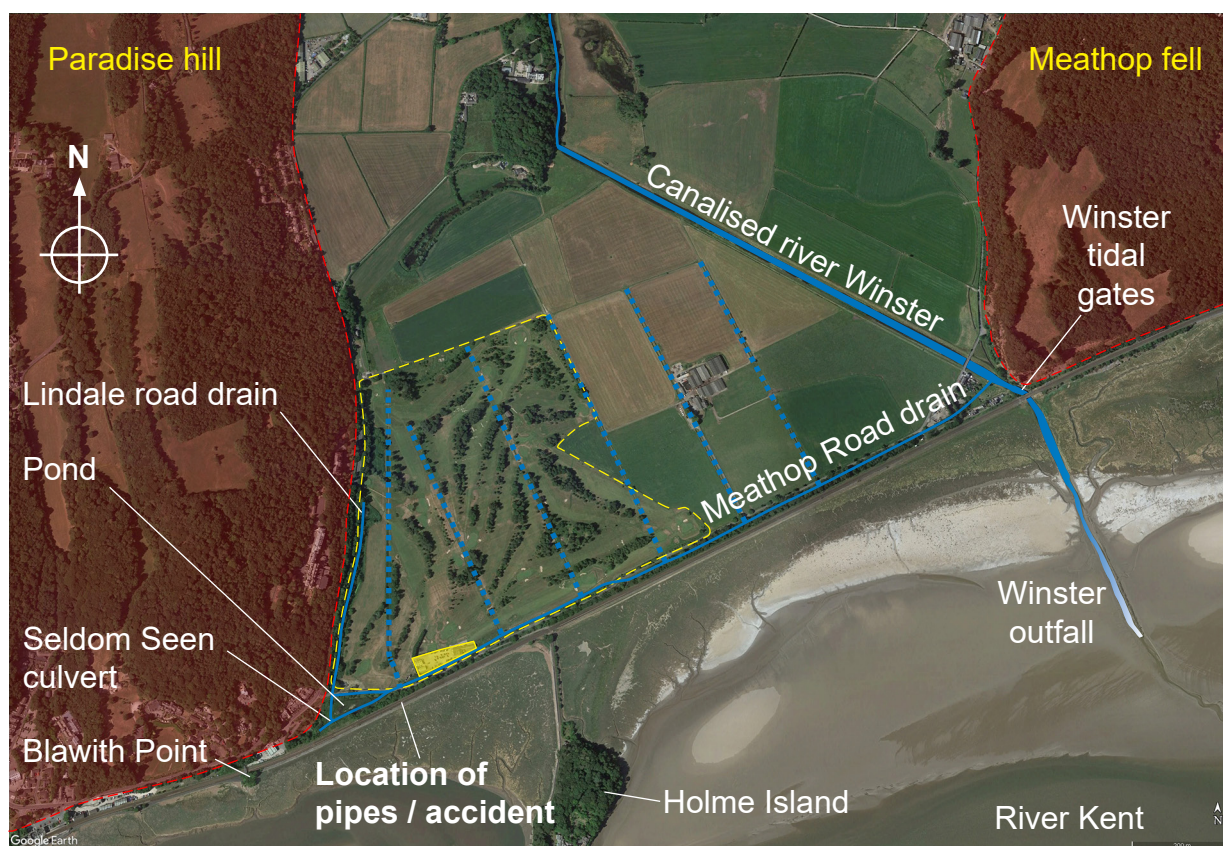 Paradise hill
Meathop fell
N
Canalised river Winster
Winster
tidal
gates
Lindale road drain
Meathop Road drain
Pond
Winster
outfall
Seldom Seen
culvert
Blawith Point
Location of
pipes / accident
Holme Island
River Kent
N
Google Earth
200 m